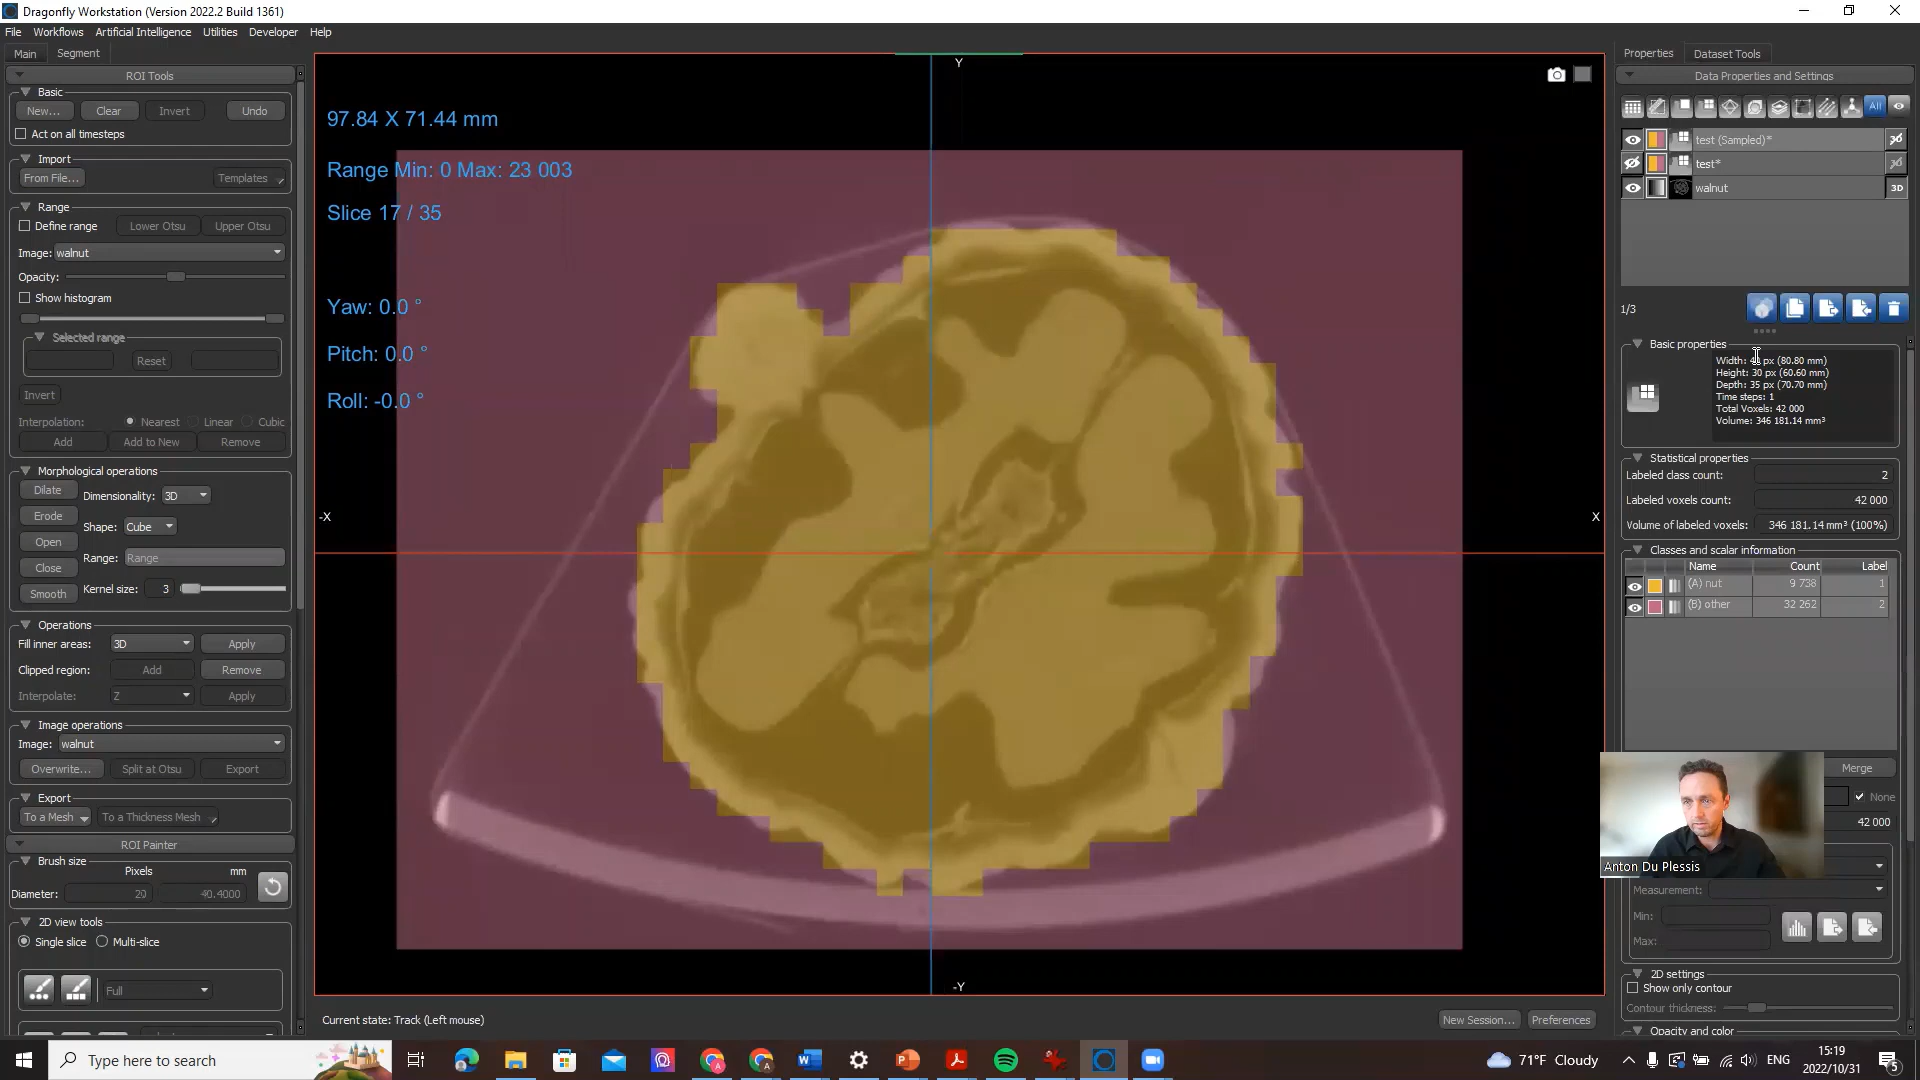 Dragonfly Workstation (Version 2022.2 Build 1361)
File Workflows Artificial Intelligence Utilities Developer Help
Main Segment
ROI Tools
Basic
New... Clear Invert Undo
Act on all timesteps
Import
From File... Templates
Range
Define range Lower Otsu Upper Otsu
Image: walnut
Opacity:
Show histogram
Selected range
Reset
Invert
Interpolation: Nearest Linear Cubic
Add Add to New Remove
Morphological operations
Dilate Dimensionality: 3D
Erode Shape: Cube
Open
Range: Range
Close
Kernel size: 3
Smooth
Operations
Fill inner areas: 3D Apply
Clipped region: Add Remove
Interpolate: Z Apply
Image operations
Image: walnut
Overwrite... Split at Otsu Export
Export
To a Mesh To a Thickness Mesh
ROI Painter
Brush size
Pixels mm
Diameter: 20 40.4000
2D view tools
Single slice Multi-slice
Full
Y
97.84 X 71.44 mm
Range Min: 0 Max: 23 003
Slice 17 / 35
Yaw: 0.0 °
Pitch: 0.0 °
Roll: -0.0 °
-X X
-Y
Current state: Track (Left mouse) New Session... Preferences
Properties Dataset Tools
Data Properties and Settings
All
test (Sampled)*
test*
walnut 3D
1/3
Basic properties
Width: px (80.80 mm)
Height: 30 px (60.60 mm)
Depth: 35 px (70.70 mm)
Time steps: 1
Total Voxels: 42 000
Volume: 346 181.14 mm³
Statistical properties
Labeled class count: 2
Labeled voxels count: 42 000
Volume of labeled voxels: 346 181.14 mm³ (100%)
Classes and scalar information
Name Count Label
(A) nut 9 738 1
(B) other 32 262 2
Merge
None
42 000
Anton Du Plessis
Measurement:
Min:
Max:
2D settings
Show only contour
Contour thickness:
Opacity and color
Type here to search
71°F Cloudy
ENG
15:19
2022/10/31
5